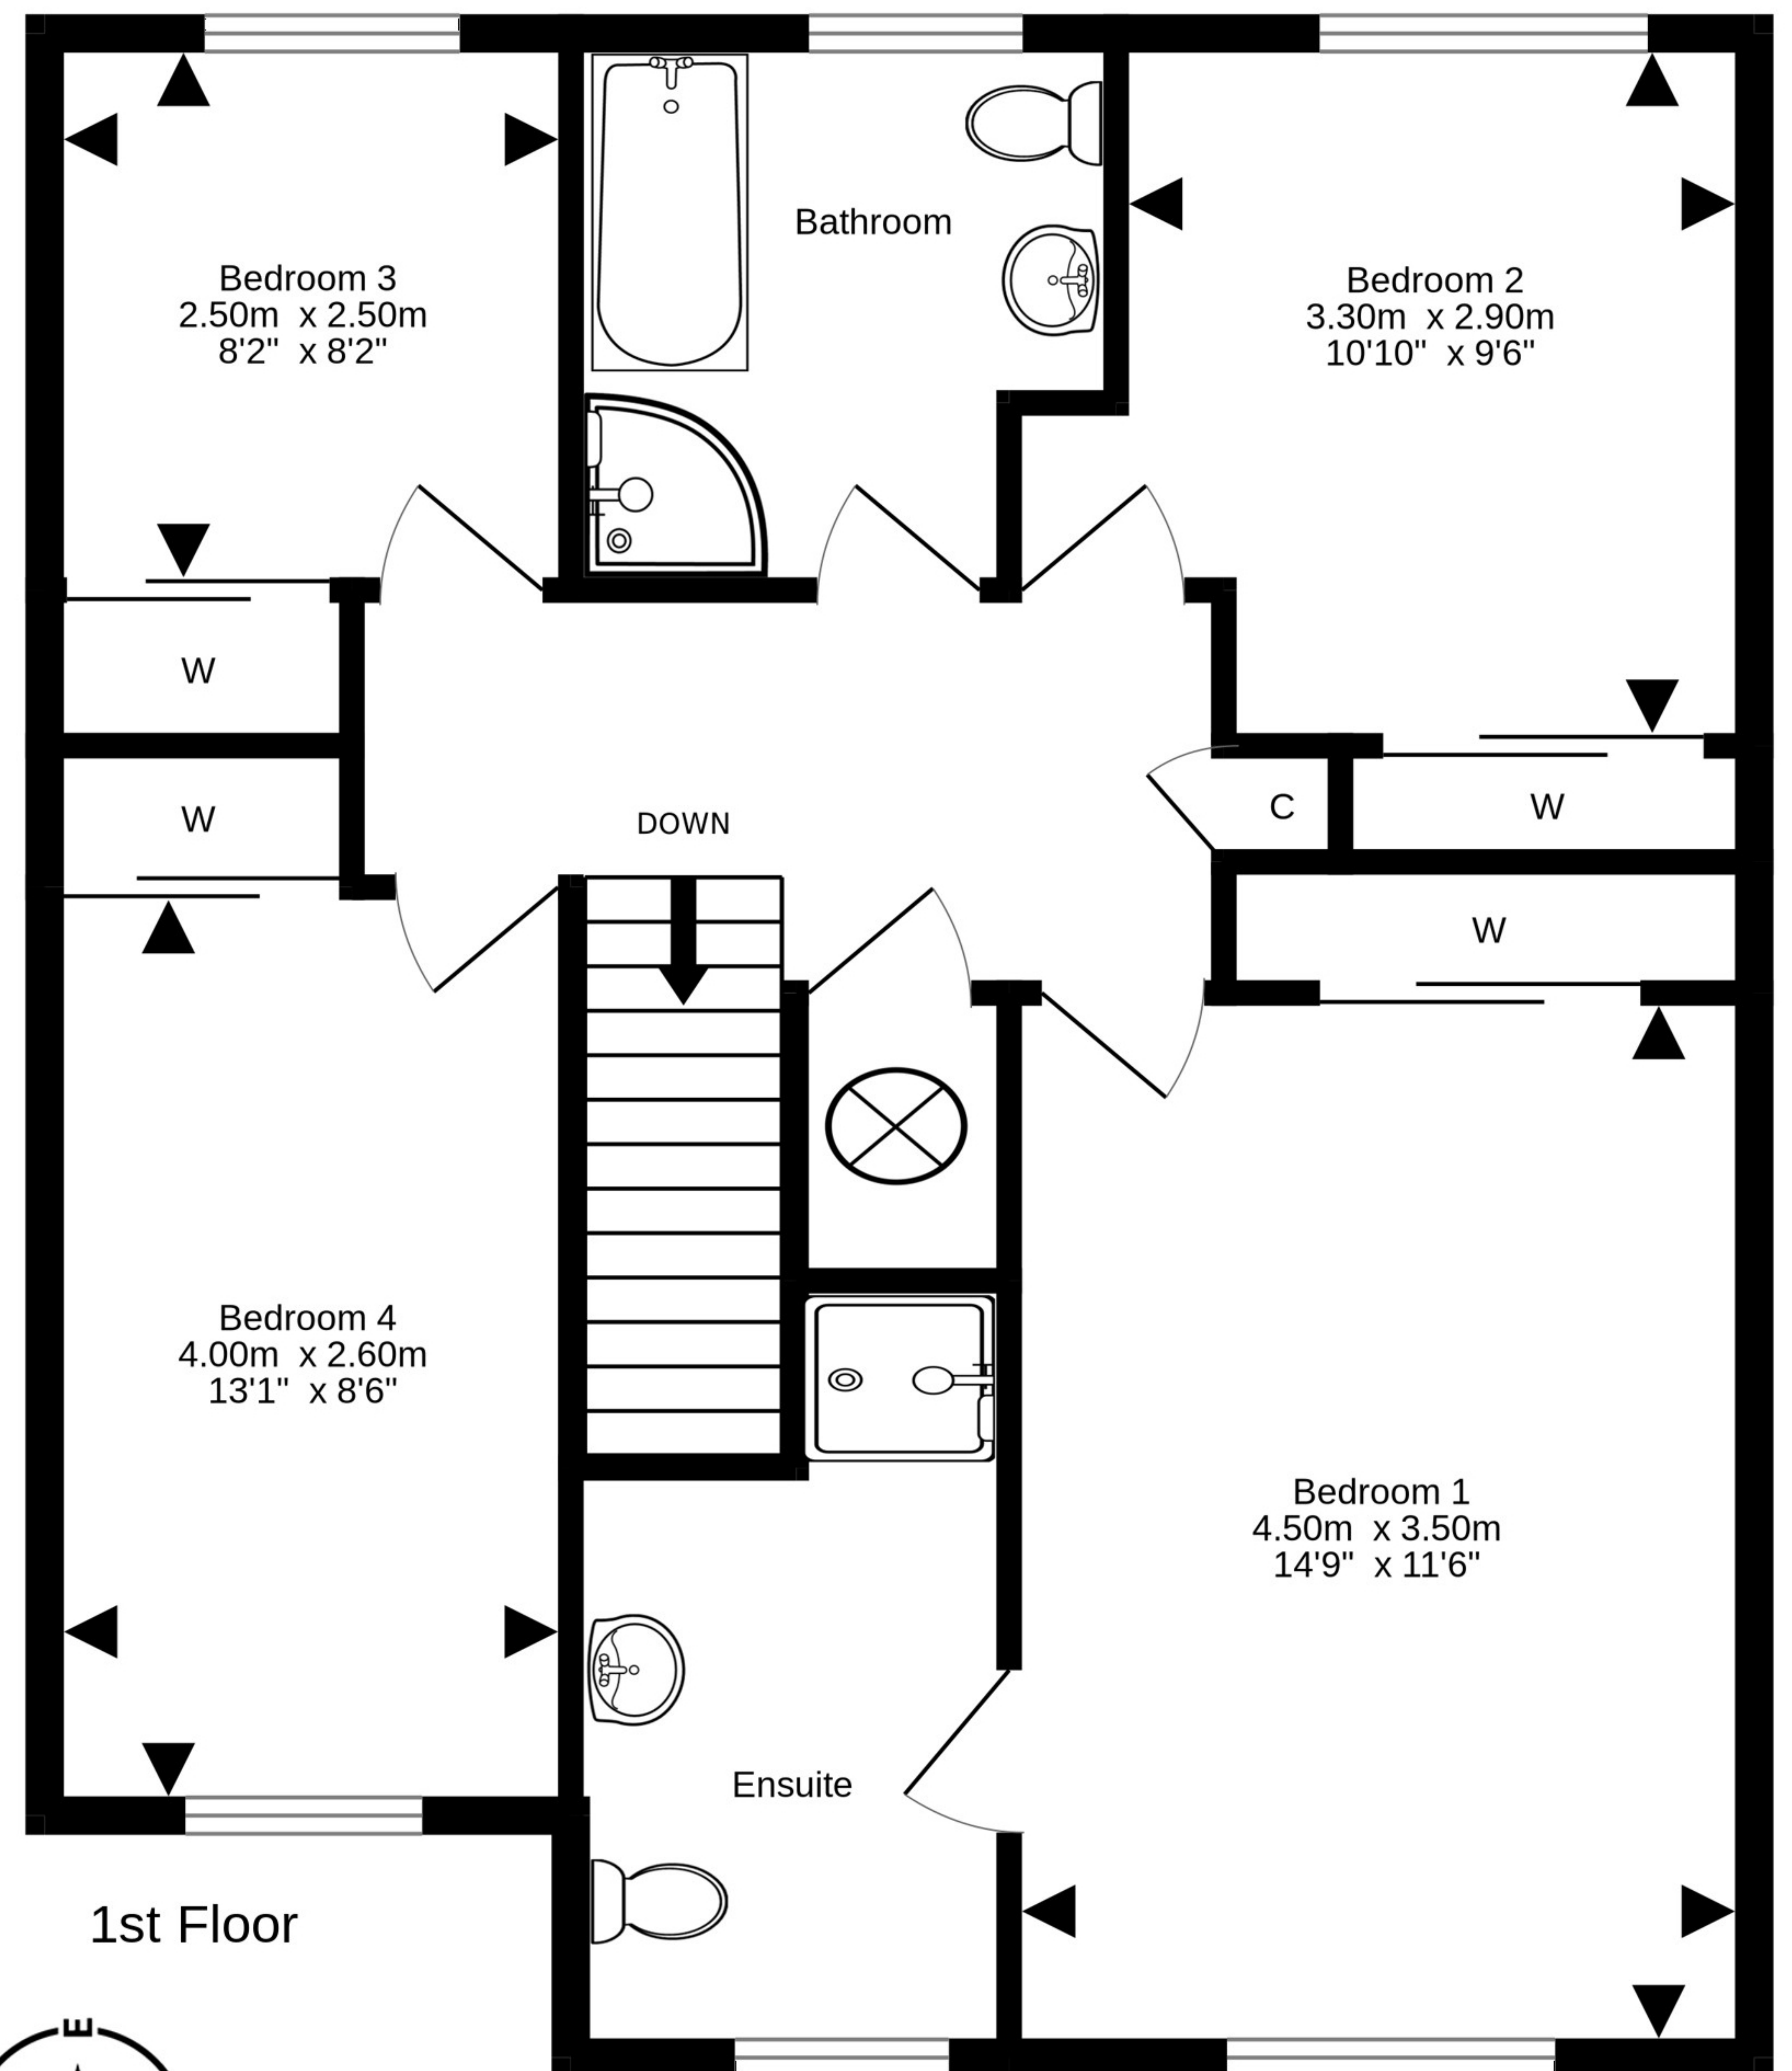 Bathroom
Bedroom 3
2.50m x 2.50m
8'2" x 8'2"
Bedroom 2
3.30m x 2.90m
10'10" x 9'6"
W
W
DOWN
C
W
W
Bedroom 4
4.00m x 2.60m
13'1" x 8'6"
Bedroom 1
4.50m x 3.50m
14'9" x 11'6"
Ensuite
1st Floor
E